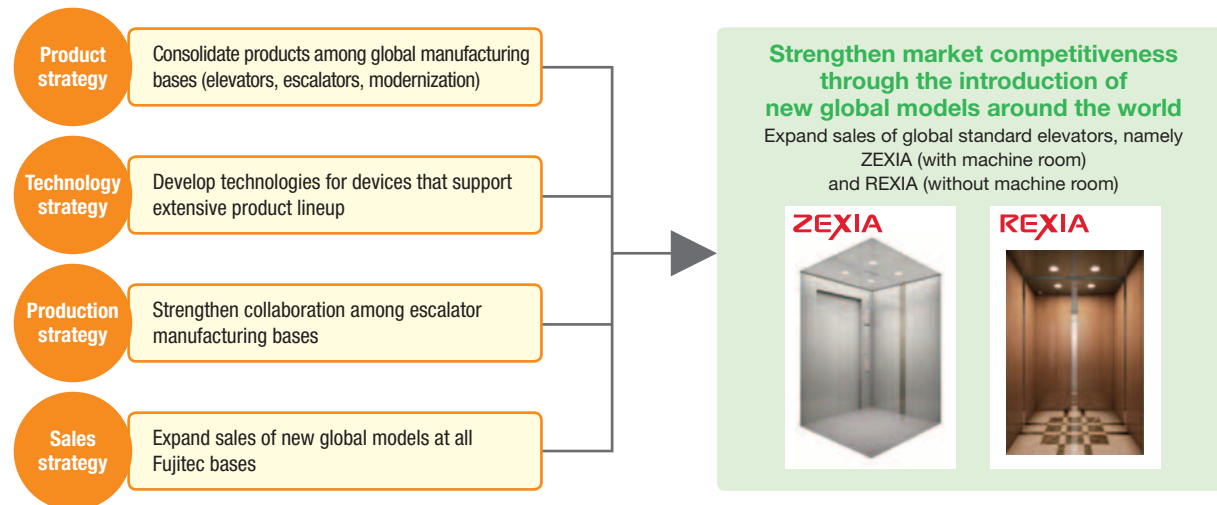 Product
strategy
Consolidate products among global manufacturing
bases (elevators, escalators, modernization)
Technology
strategy
Develop technologies for devices that support
extensive product lineup
Production
strategy
Strengthen collaboration among escalator
manufacturing bases
Sales
strategy
Expand sales of new global models at all
Fujitec bases
Strengthen market competitiveness
through the introduction of
new global models around the world
Expand sales of global standard elevators, namely
ZEXIA (with machine room)
and REXIA (without machine room)
ZEXIA
REXIA